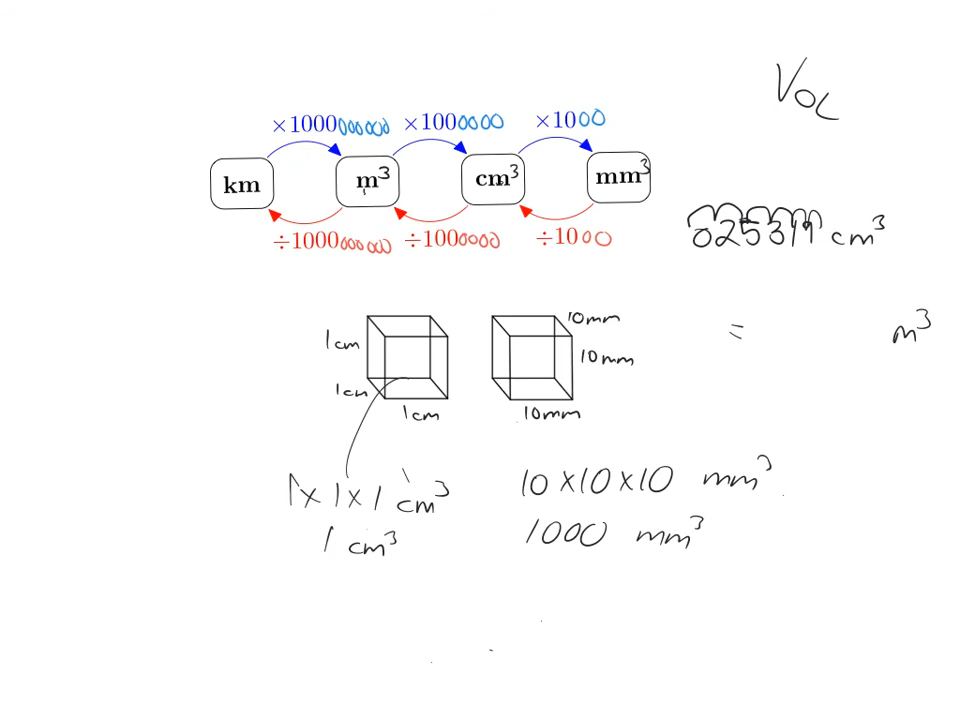 VOL
×1000000000 ×1000000 ×1000
km m³ cm³ mm³
÷1000000000 ÷1000000 ÷1000
cm³
= m³
1cm 1cm 1cm
10mm 10mm 10mm
1×1×1 cm³
1 cm³
10×10×10 mm³
1000 mm³